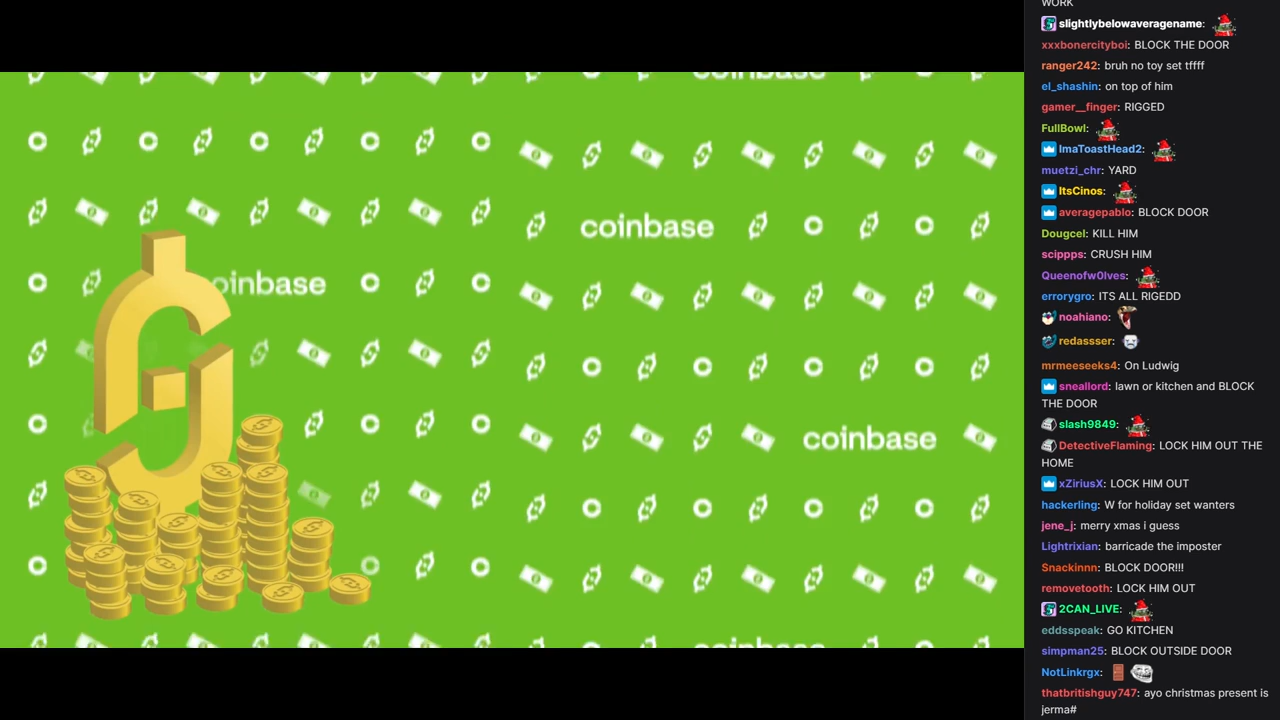 coinbase
coinbase
oinbase
coinbase
coinbase
WORK
slightlybelowaveragename:
xxxbonercityboi: BLOCK THE DOOR
ranger242: bruh no toy set tffff
el_shashin: on top of him
gamer__finger: RIGGED
FullBowl:
ImaToastHead2:
muetzi_chr: YARD
ItsCinos:
averagepablo: BLOCK DOOR
Dougcel: KILL HIM
scippps: CRUSH HIM
Queenofw0lves:
errorygro: ITS ALL RIGEDD
noahiano:
redassser:
mrmeeseeks4: On Ludwig
sneallord: lawn or kitchen and BLOCK
THE DOOR
slash9849:
DetectiveFlaming: LOCK HIM OUT THE
HOME
xZiriusX: LOCK HIM OUT
hackerling: W for holiday set wanters
jene_j: merry xmas i guess
Lightrixian: barricade the imposter
Snackinnn: BLOCK DOOR!!!
removetooth: LOCK HIM OUT
2CAN_LIVE:
eddsspeak: GO KITCHEN
simpman25: BLOCK OUTSIDE DOOR
NotLinkrgx:
thatbritishguy747: ayo christmas present is
jerma#